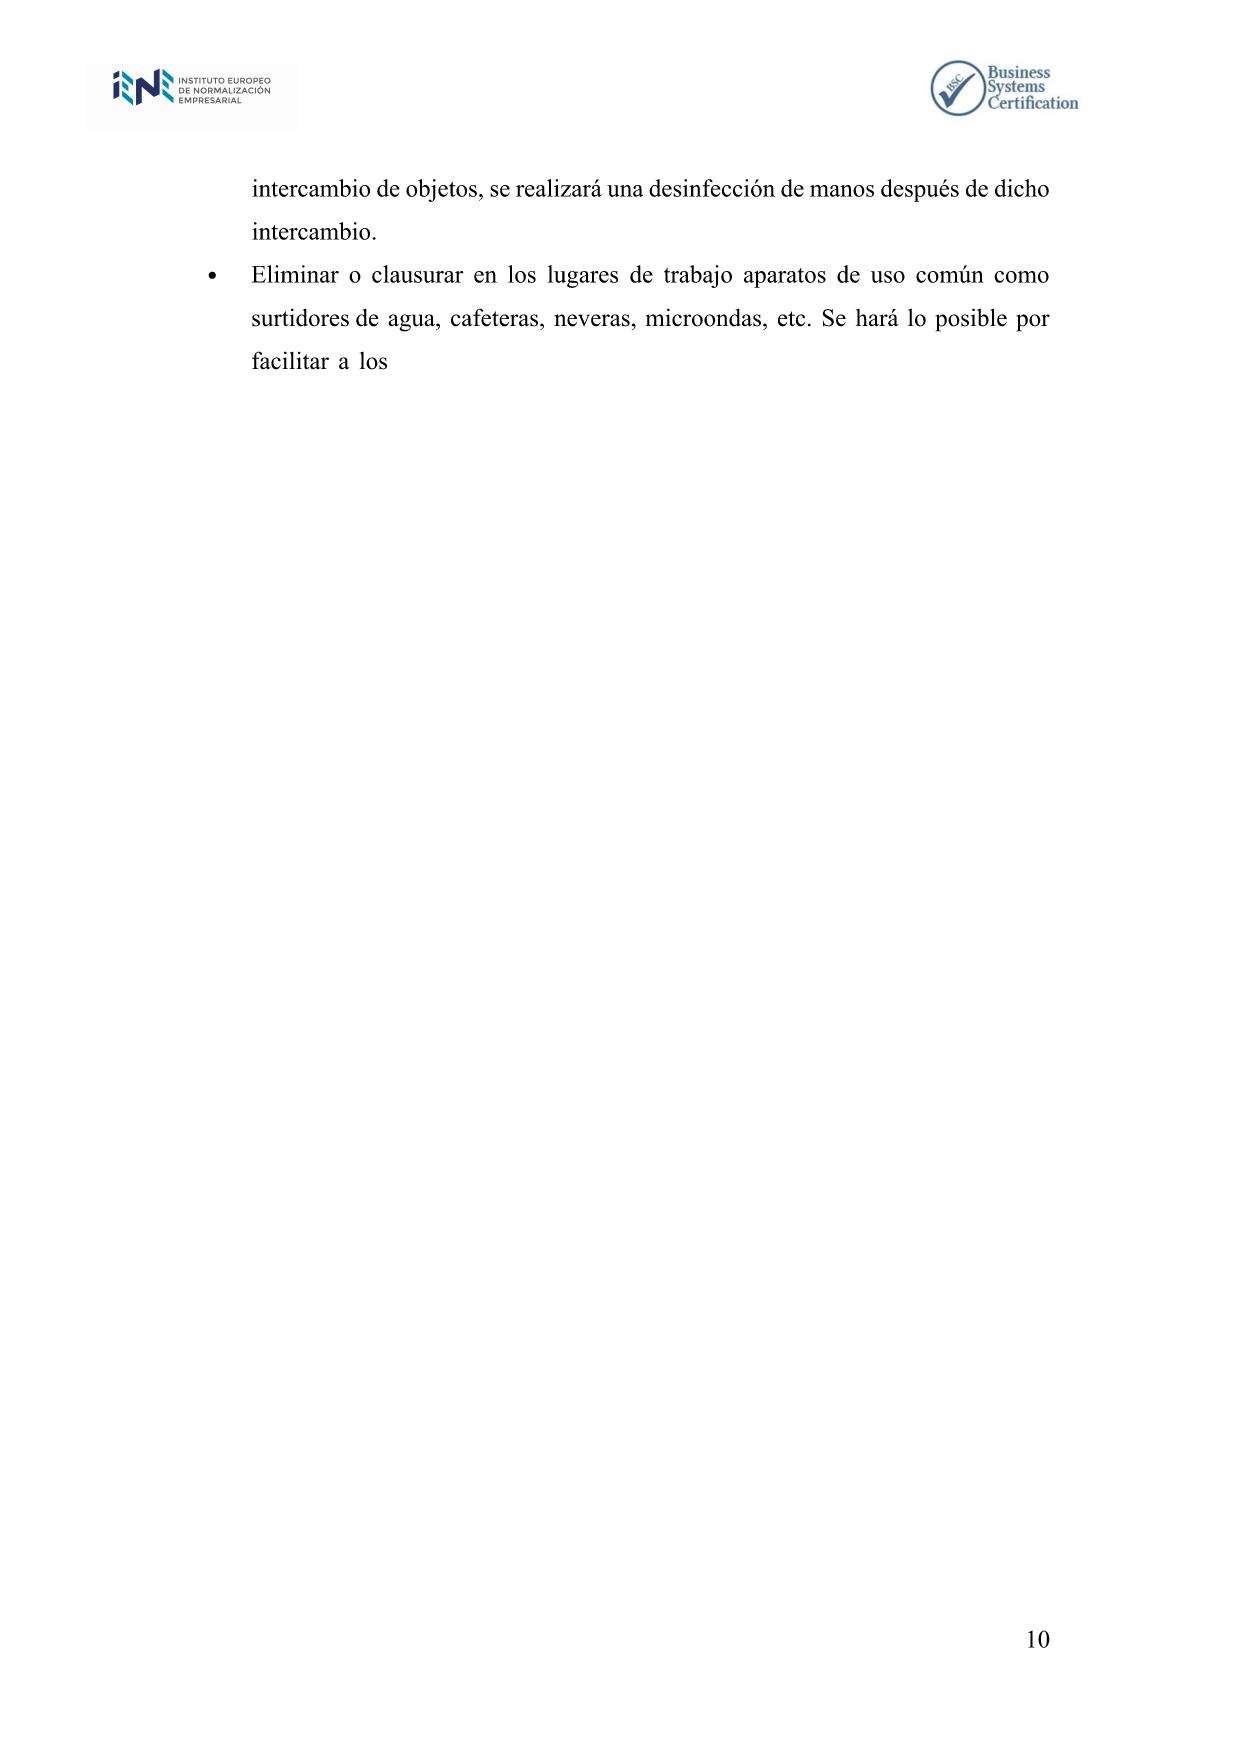 INSTITUTO EUROPEO
DE NORMALIZACIÓN
EMPRESARIAL
BSC
Business
Systems
Certification
intercambio de objetos, se realizará una desinfección de manos después de dicho
intercambio.
• Eliminar o clausurar en los lugares de trabajo aparatos de uso común como
surtidores de agua, cafeteras, neveras, microondas, etc. Se hará lo posible por
facilitar a los
10